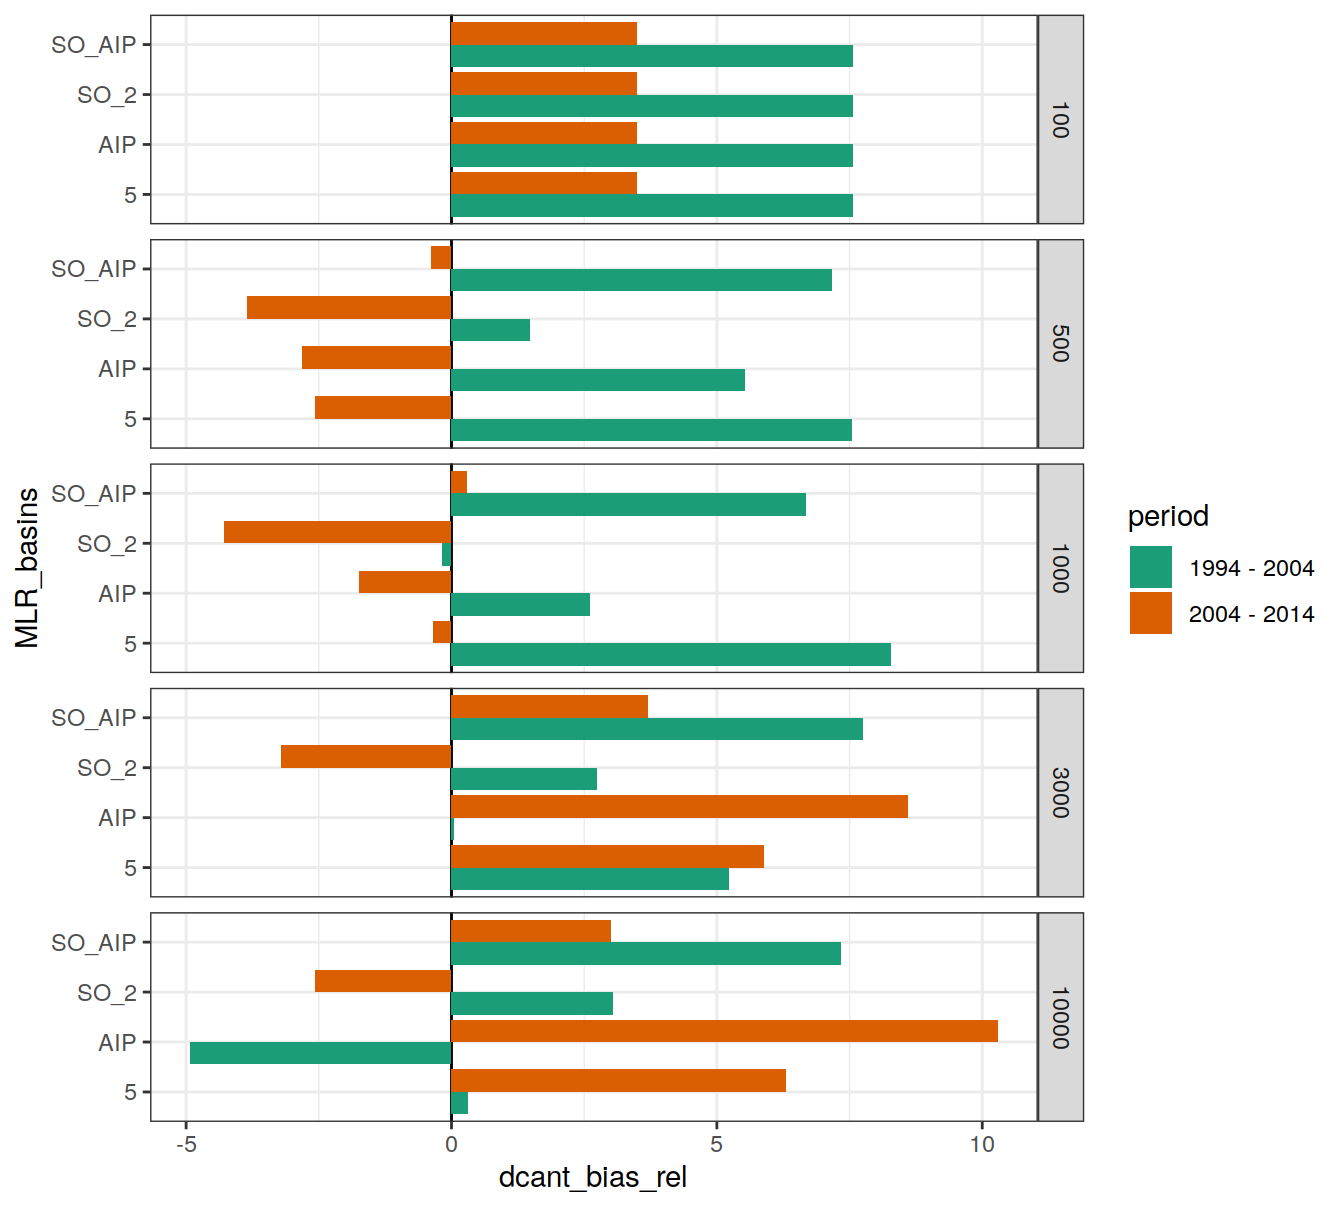 SO_AIP
SO_2
AIP
5
100
SO_AIP
SO_2
AIP
5
500
SO_AIP
SO_2
AIP
5
1000
SO_AIP
SO_2
AIP
5
3000
SO_AIP
SO_2
AIP
5
10000
-5
0
5
10
dcant_bias_rel
MLR_basins
period
1994 - 2004
2004 - 2014